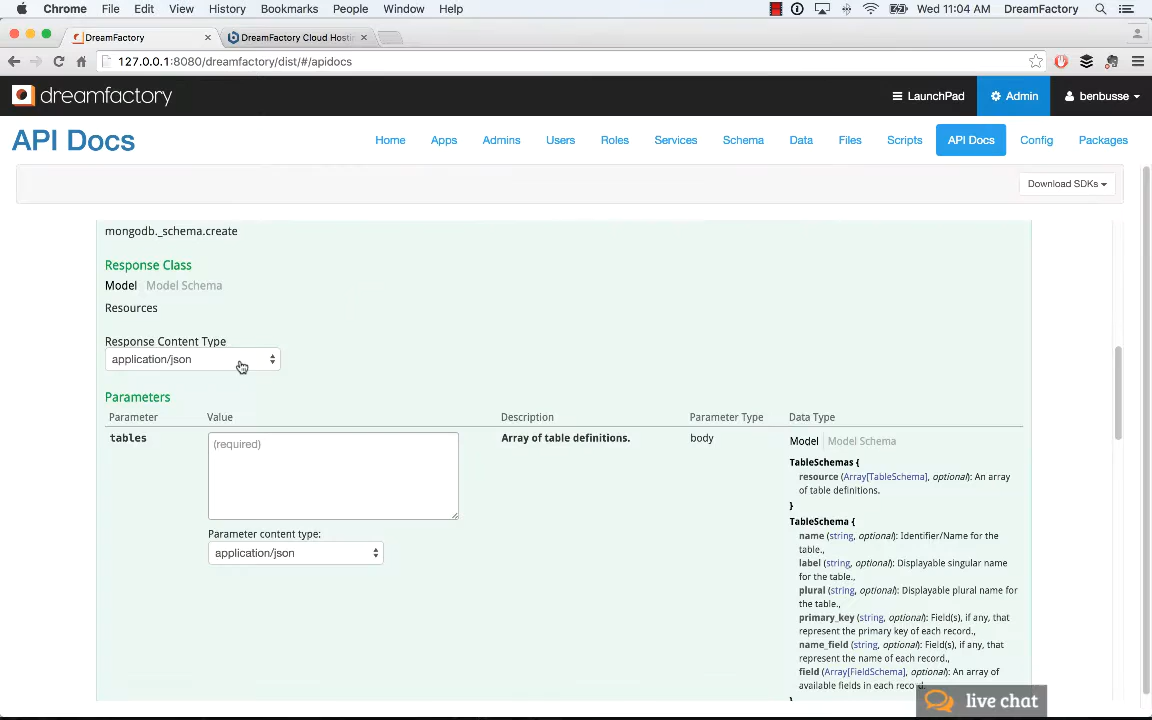 Chrome File Edit View History Bookmarks People Window Help Wed 11:04 AM DreamFactory
DreamFactory × DreamFactory Cloud Hosti ×
127.0.0.1:8080/dreamfactory/dist/#/apidocs
dreamfactory LaunchPad Admin benbusse
API Docs Home Apps Admins Users Roles Services Schema Data Files Scripts API Docs Config Packages
Download SDKs
mongodb._schema.create
Response Class
Model Model Schema
Resources
Response Content Type
application/json
Parameters
Parameter Value Description Parameter Type Data Type
tables (required) Array of table definitions. body Model Model Schema
TableSchemas {
resource (Array[TableSchema], optional): An array
of table definitions.
}
TableSchema {
Parameter content type:
application/json
name (string, optional): Identifier/Name for the
table.,
label (string, optional): Displayable singular name
for the table.,
plural (string, optional): Displayable plural name for
the table.,
primary_key (string, optional): Field(s), if any, that
represent the primary key of each record.,
name_field (string, optional): Field(s), if any, that
represent the name of each record.,
field (Array[FieldSchema], optional): An array of
available fields in each record.
live chat